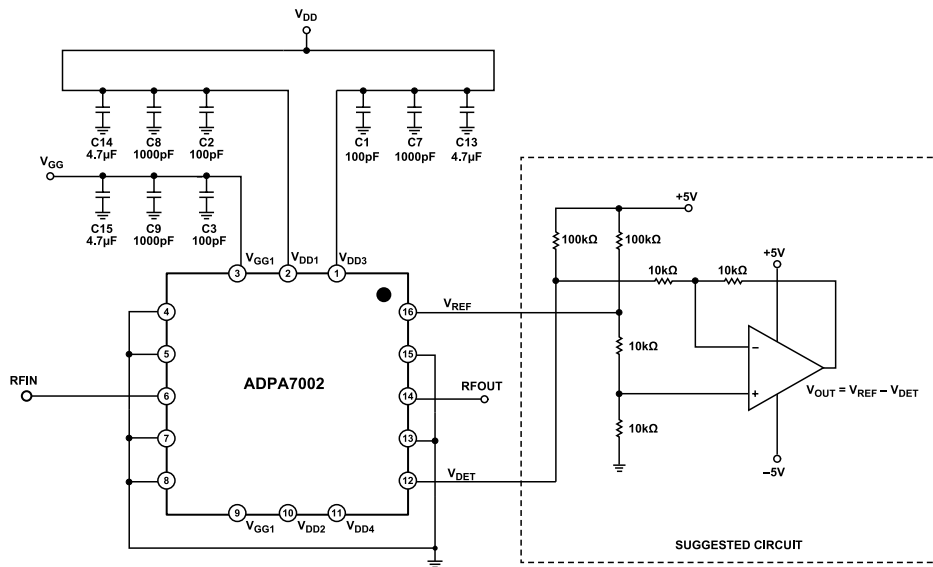 VDD
C14
4.7µF
C8
1000pF
C2
100pF
C1
100pF
C7
1000pF
C13
4.7µF
VGG
C15
4.7µF
C9
1000pF
C3
100pF
VGG1
VDD1
VDD3
3
2
1
4
5
6
7
8
16
15
14
13
12
RFIN
ADPA7002
VREF
RFOUT
VDET
9
10
11
VGG1
VDD2
VDD4
+5V
100kΩ
100kΩ
+5V
10kΩ
10kΩ
10kΩ
−
+
VOUT = VREF − VDET
10kΩ
−5V
SUGGESTED CIRCUIT